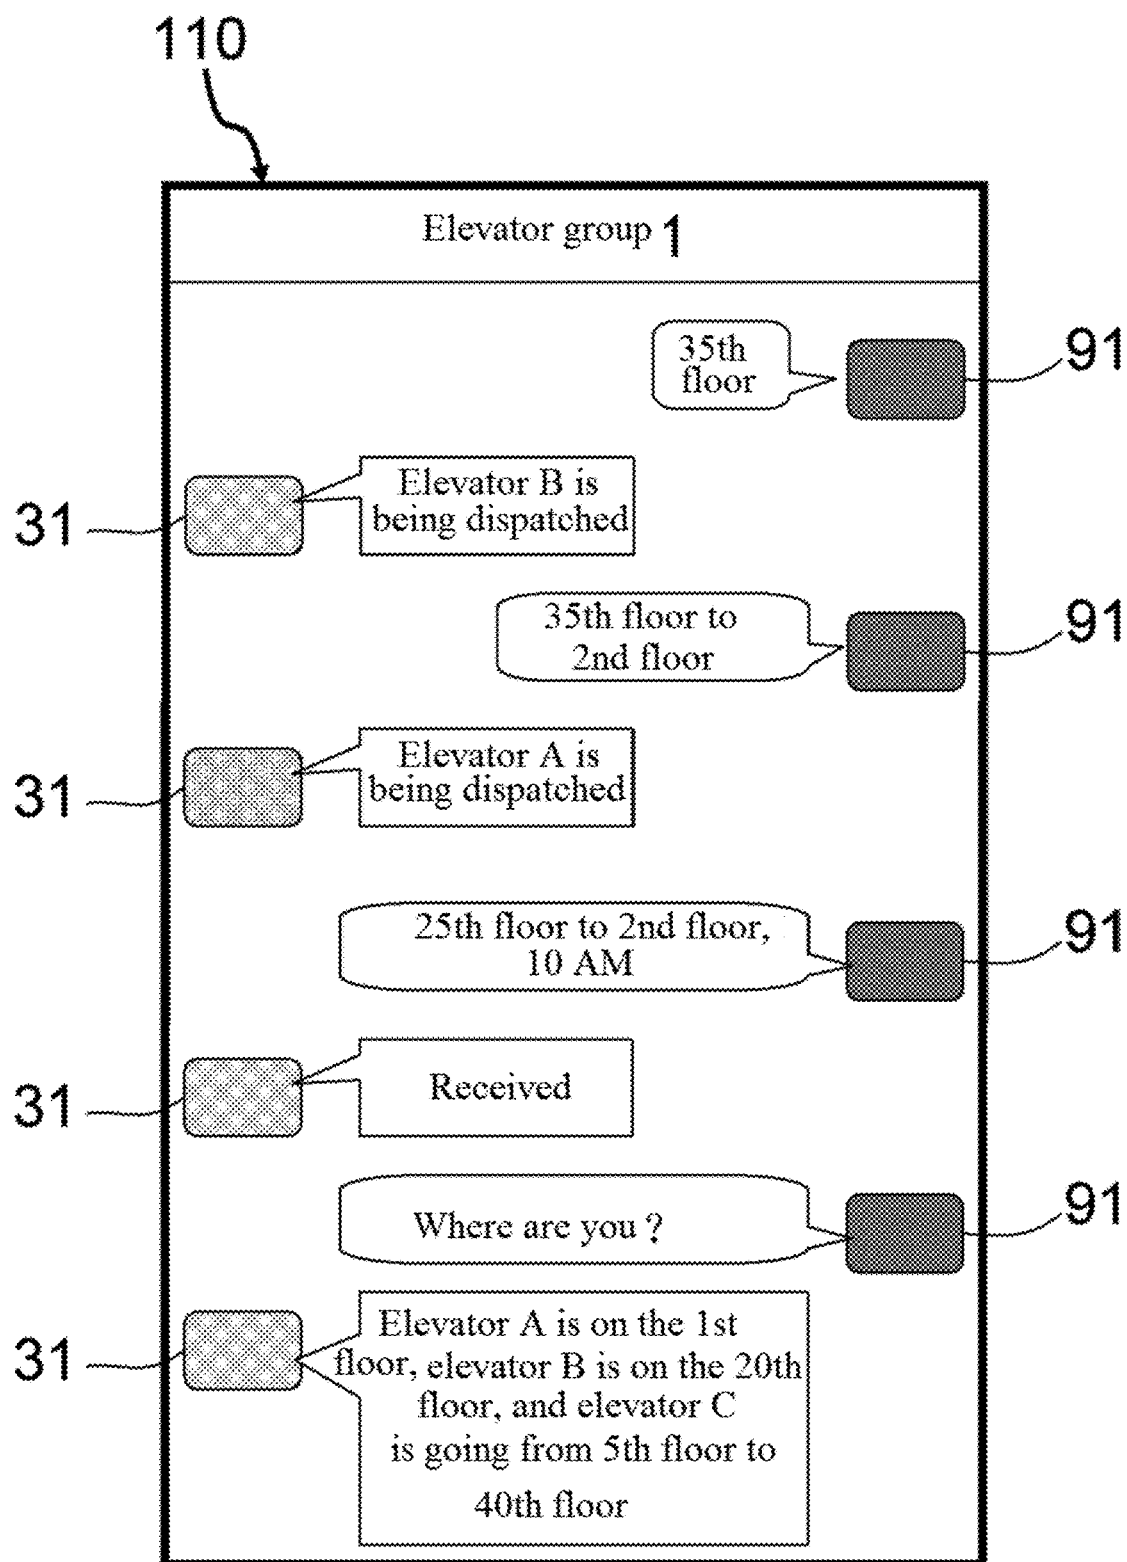 110
Elevator group 1
35th
floor
91
Elevator B is
being dispatched
31
35th floor to
2nd floor
91
Elevator A is
being dispatched
31
25th floor to 2nd floor,
10 AM
91
Received
31
Where are you ?
91
Elevator A is on the 1st
floor, elevator B is on the 20th
floor, and elevator C
is going from 5th floor to
40th floor
31